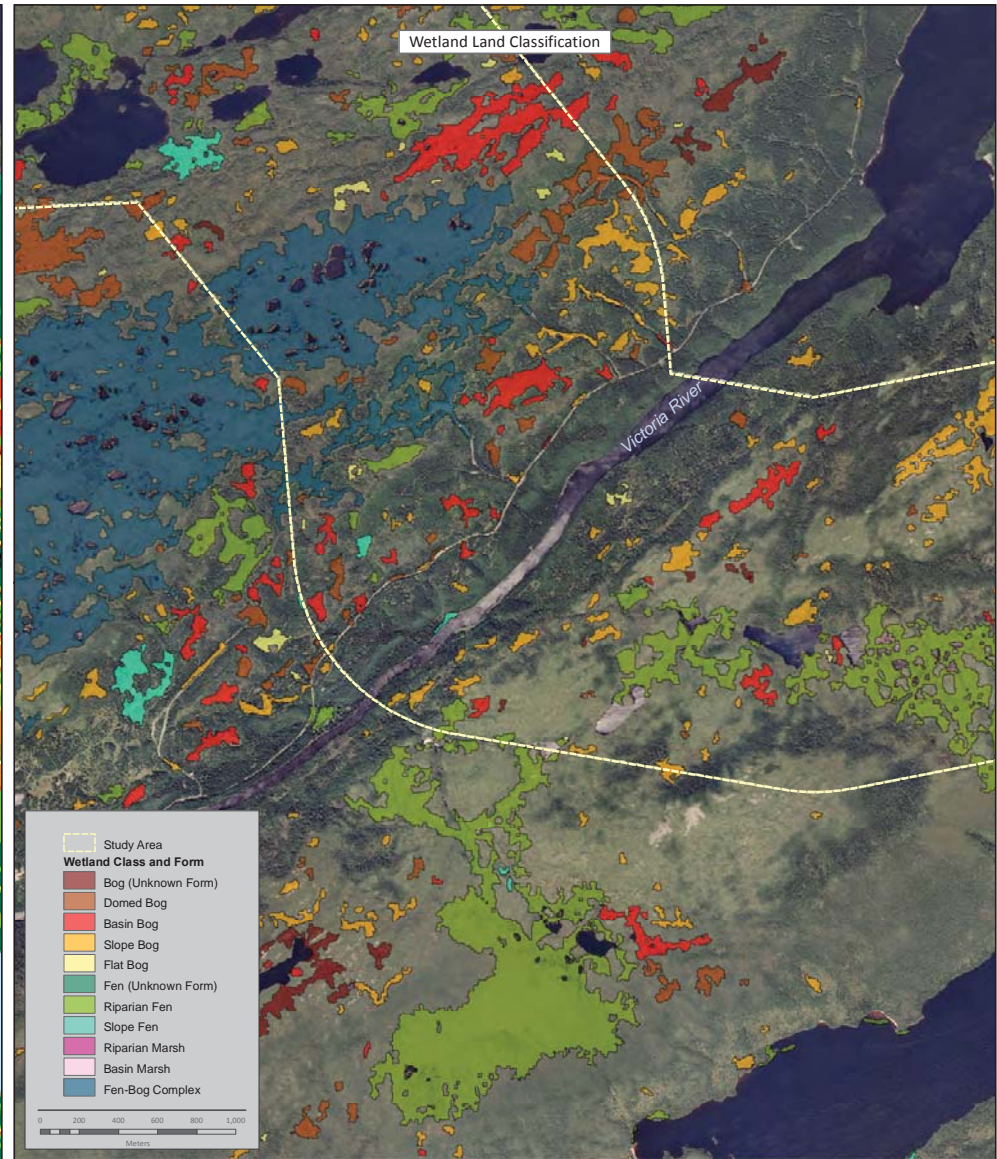 Wetland Land Classification
Victoria River
Study Area
Wetland Class and Form
Bog (Unknown Form)
Domed Bog
Basin Bog
Slope Bog
Flat Bog
Fen (Unknown Form)
Riparian Fen
Slope Fen
Riparian Marsh
Basin Marsh
Fen-Bog Complex
0 200 400 600 800 1,000
Meters